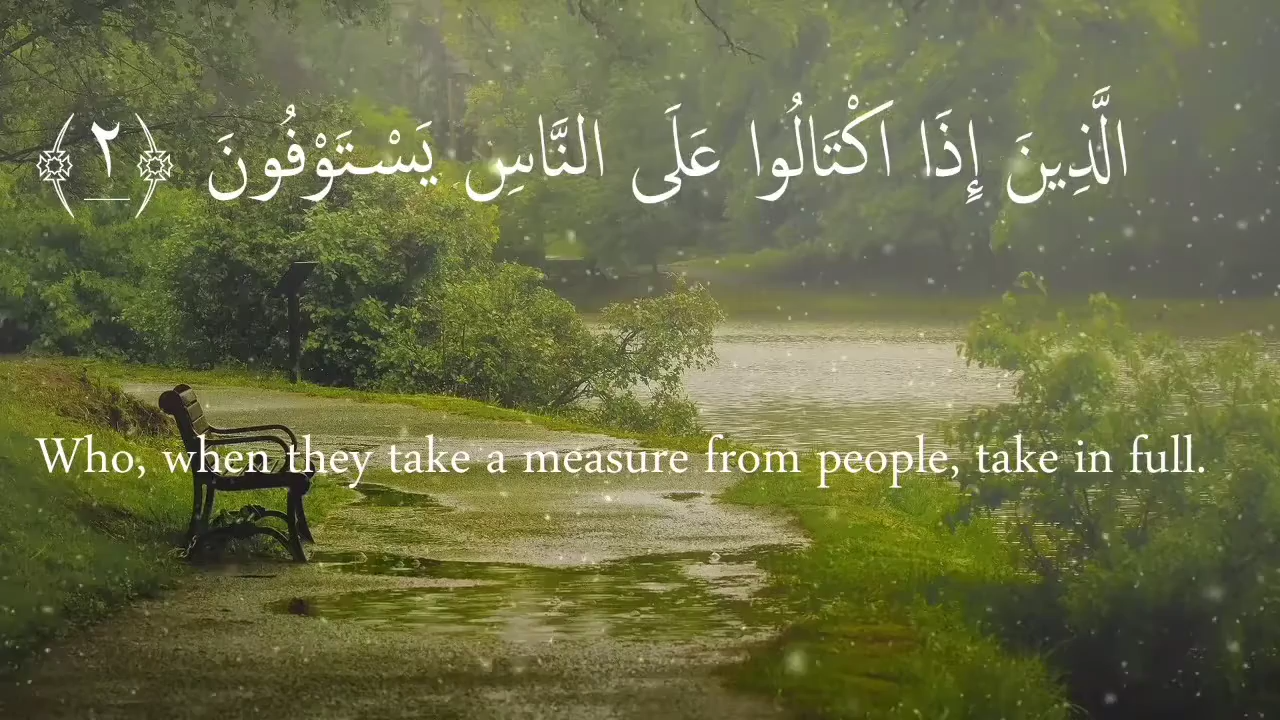 الَّذِينَ إِذَا اكْتَالُوا عَلَى النَّاسِ يَسْتَوْفُونَ ﴿٢﴾
Who, when they take a measure from people, take in full.